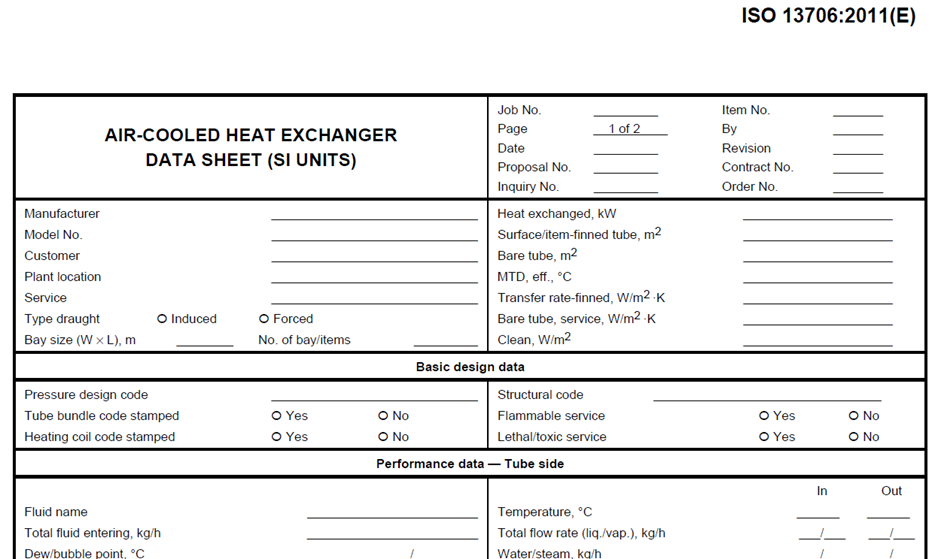 ISO 13706:2011(E)
AIR-COOLED HEAT EXCHANGER
DATA SHEET (SI UNITS)
Job No. Item No.
Page 1 of 2 By
Date Revision
Proposal No. Contract No.
Inquiry No. Order No.
Manufacturer
Model No.
Customer
Plant location
Service
Type draught O Induced O Forced
Bay size (W × L), m No. of bay/items
Heat exchanged, kW
Surface/item-finned tube, m²
Bare tube, m²
MTD, eff., °C
Transfer rate-finned, W/m² ·K
Bare tube, service, W/m² ·K
Clean, W/m²
Basic design data
Pressure design code
Tube bundle code stamped O Yes O No
Heating coil code stamped O Yes O No
Structural code
Flammable service O Yes O No
Lethal/toxic service O Yes O No
Performance data — Tube side
Fluid name
Total fluid entering, kg/h
Dew/bubble point, °C /
In Out
Temperature, °C
Total flow rate (liq./vap.), kg/h / /
Water/steam, kg/h / /